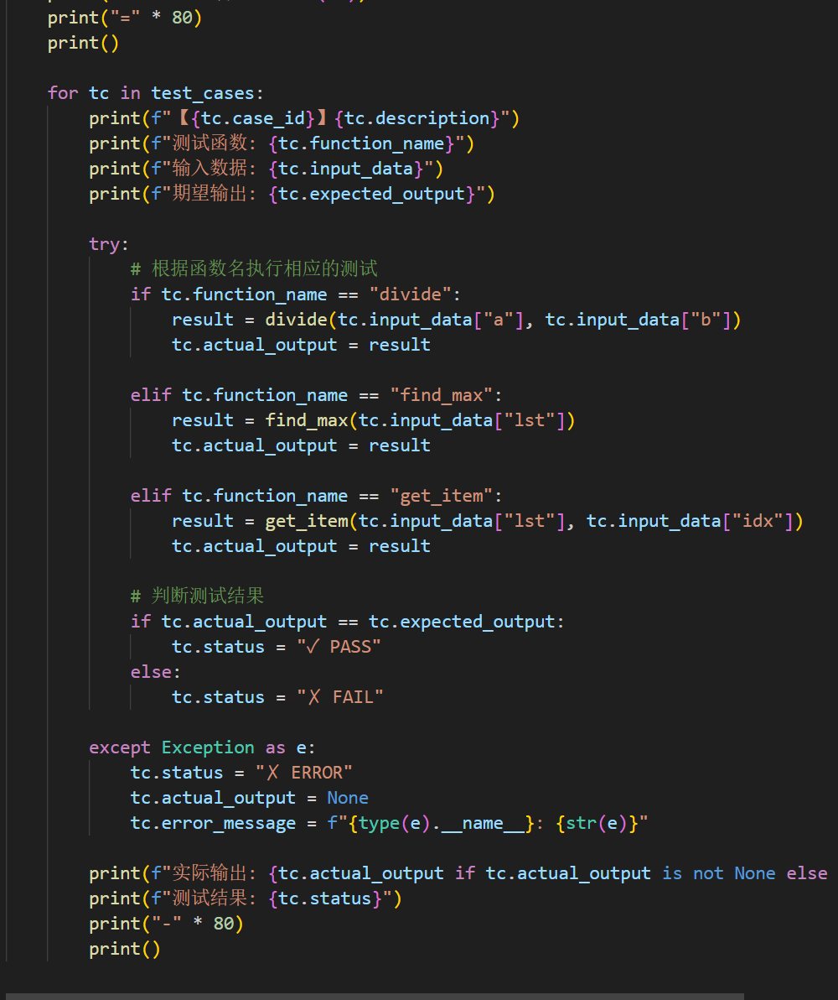 print("=" * 80)
print()
for tc in test_cases:
print(f"【{tc.case_id}】{tc.description}")
print(f"测试函数: {tc.function_name}")
print(f"输入数据: {tc.input_data}")
print(f"期望输出: {tc.expected_output}")
try:
# 根据函数名执行相应的测试
if tc.function_name == "divide":
result = divide(tc.input_data["a"], tc.input_data["b"])
tc.actual_output = result
elif tc.function_name == "find_max":
result = find_max(tc.input_data["lst"])
tc.actual_output = result
elif tc.function_name == "get_item":
result = get_item(tc.input_data["lst"], tc.input_data["idx"])
tc.actual_output = result
# 判断测试结果
if tc.actual_output == tc.expected_output:
tc.status = "✓ PASS"
else:
tc.status = "✗ FAIL"
except Exception as e:
tc.status = "✗ ERROR"
tc.actual_output = None
tc.error_message = f"{type(e).__name__}: {str(e)}"
print(f"实际输出: {tc.actual_output if tc.actual_output is not None else
print(f"测试结果: {tc.status}")
print("-" * 80)
print()